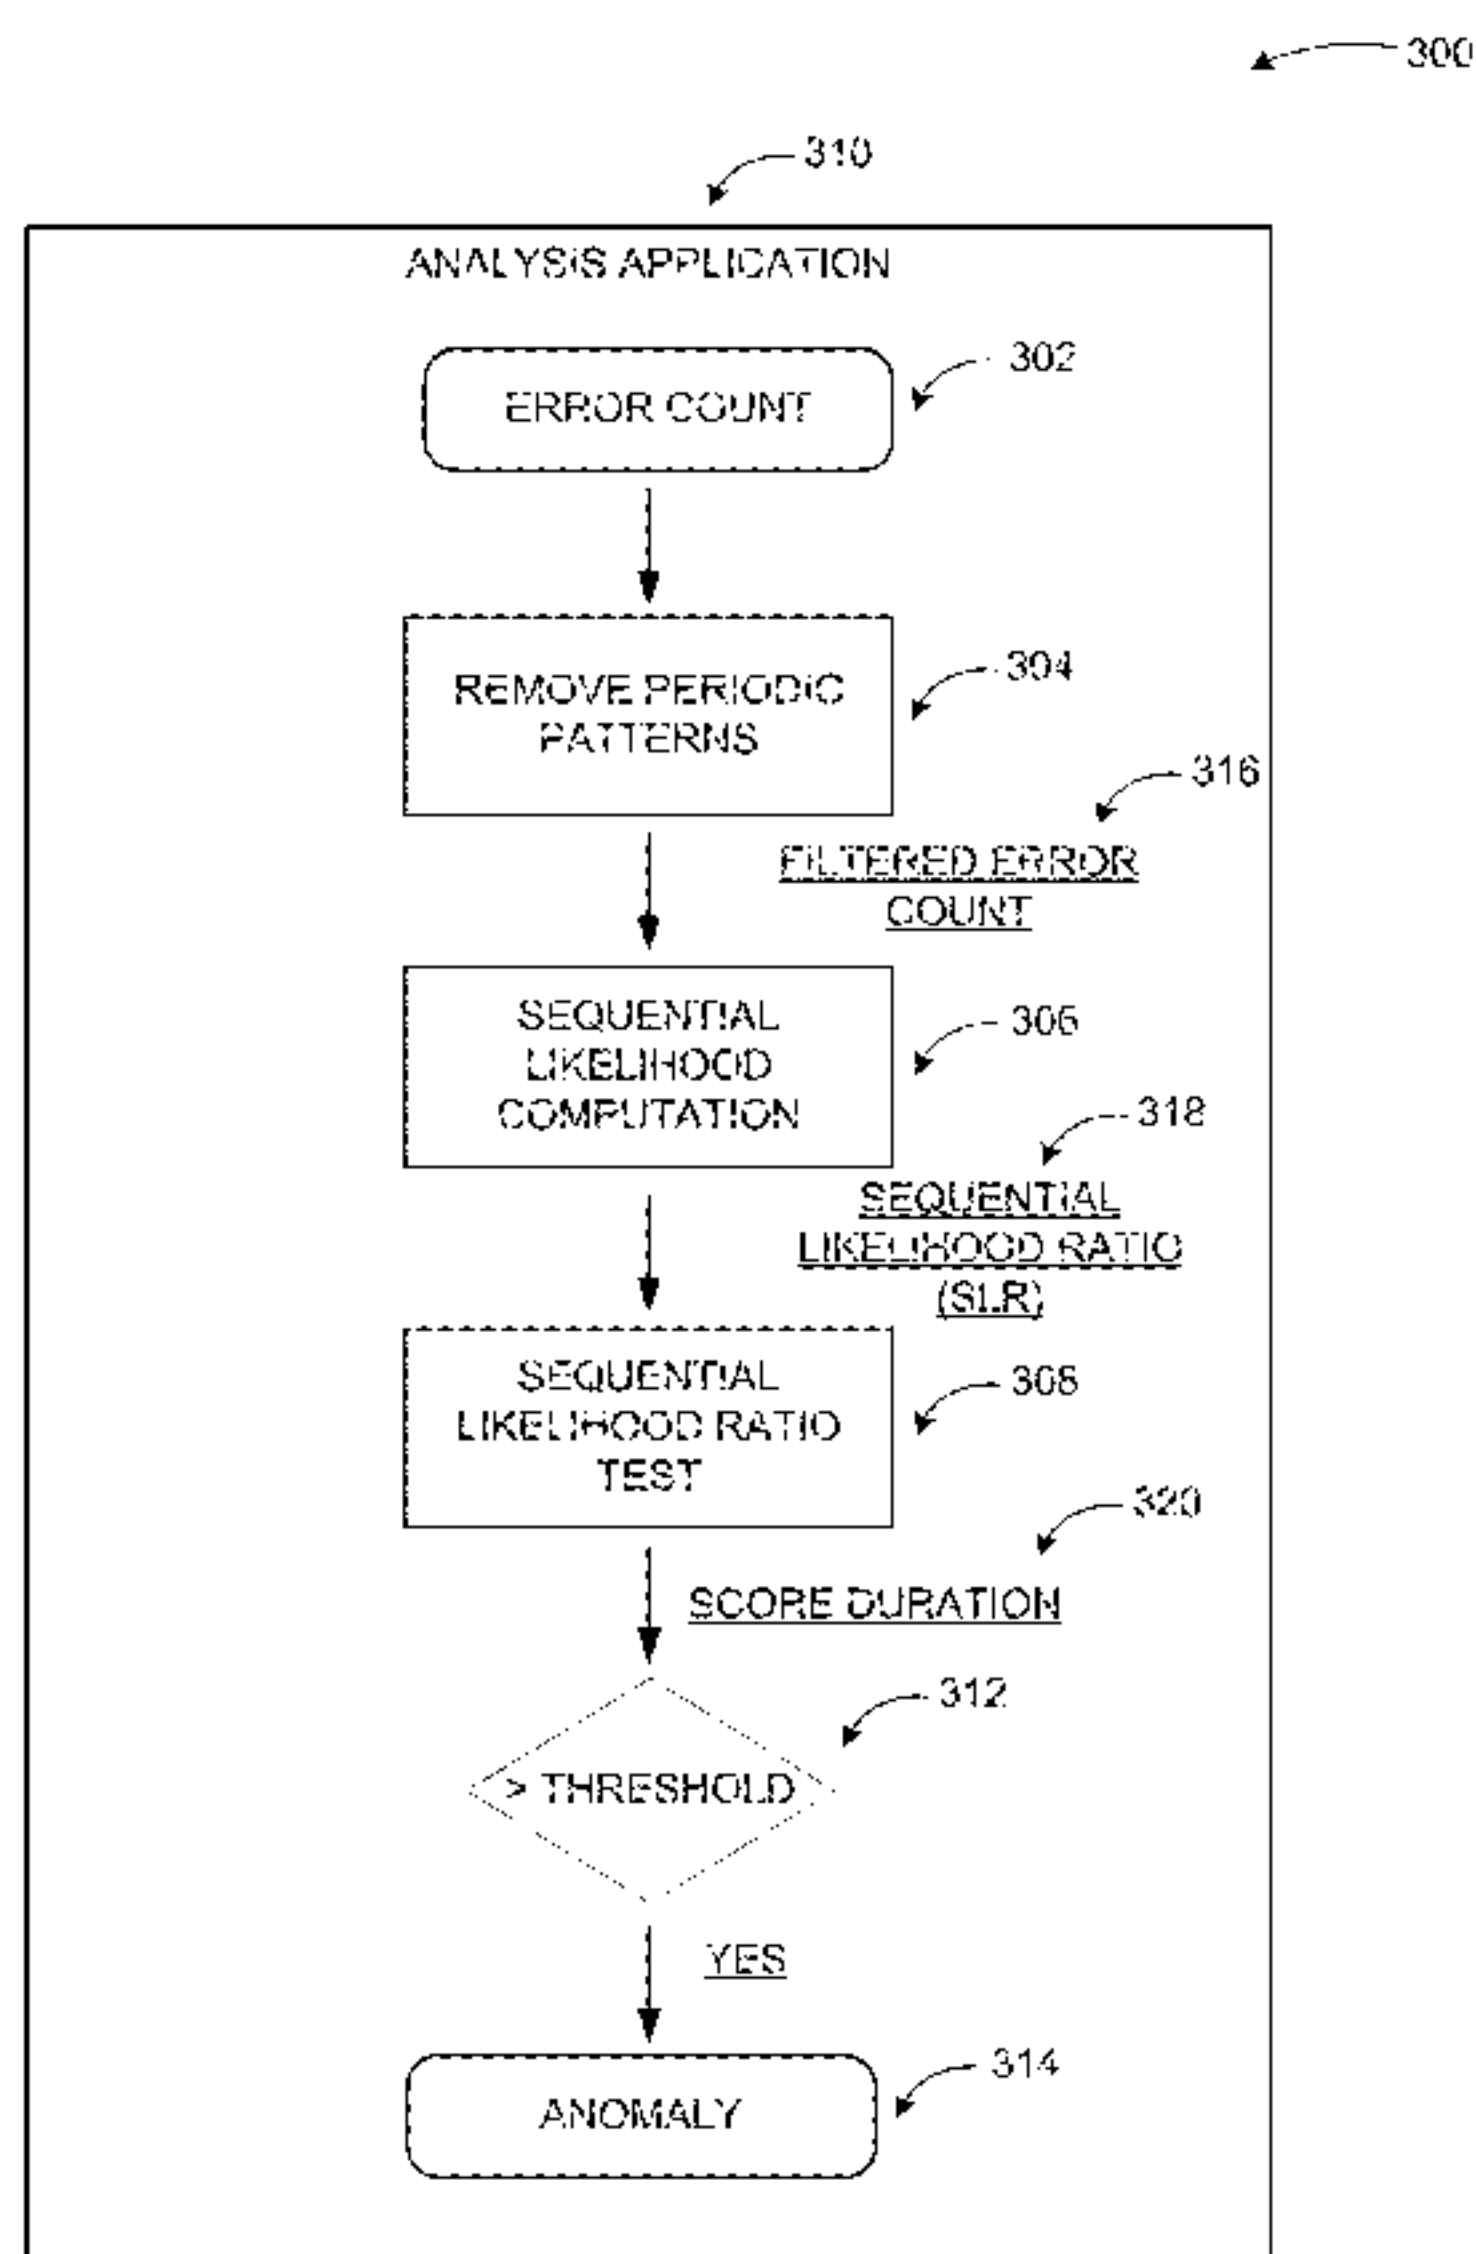 300
310
ANALYSIS APPLICATION
302
ERROR COUNT
304
REMOVE PERIODIC
PATTERNS
316
FILTERED ERROR
COUNT
306
SEQUENTIAL
LIKELIHOOD
COMPUTATION
318
SEQUENTIAL
LIKELIHOOD RATIO
(SLR)
308
SEQUENTIAL
LIKELIHOOD RATIO
TEST
320
SCORE DURATION
312
> THRESHOLD
YES
314
ANOMALY